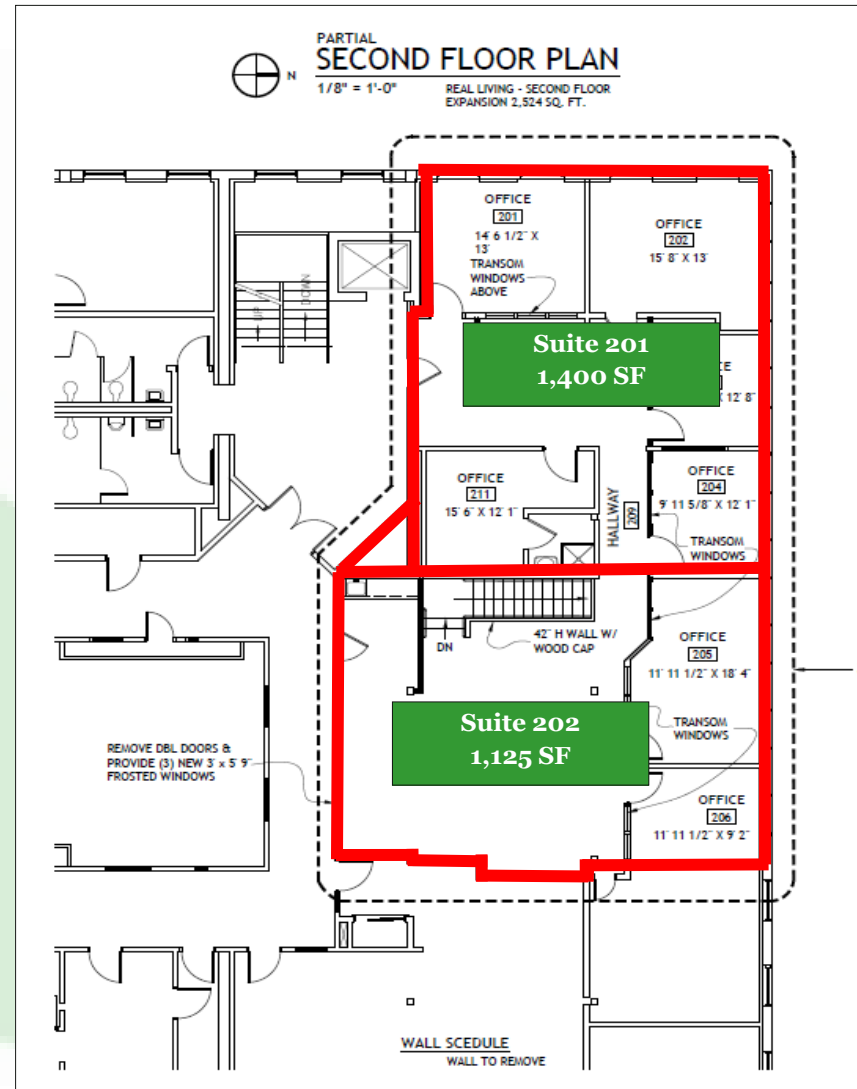 PARTIAL
SECOND FLOOR PLAN
N
1/8" = 1'-0"
REAL LIVING - SECOND FLOOR
EXPANSION 2,524 SQ. FT.
OFFICE
201
14' 6 1/2" X
13'
TRANSOM
WINDOWS
ABOVE
OFFICE
202
15' 8" X 13'
UP
DOWN
Suite 201
1,400 SF
CE
X 12' 8"
OFFICE
211
15' 6" X 12' 1"
HALLWAY
209
OFFICE
204
9' 11 5/8" X 12' 1"
TRANSOM
WINDOWS
DN
42" H WALL W/
WOOD CAP
OFFICE
205
11' 11 1/2" X 18' 4"
Suite 202
1,125 SF
TRANSOM
WINDOWS
REMOVE DBL DOORS &
PROVIDE (3) NEW 3' x 5' 9"
FROSTED WINDOWS
OFFICE
206
11' 11 1/2" X 9' 2"
WALL SCEDULE
WALL TO REMOVE